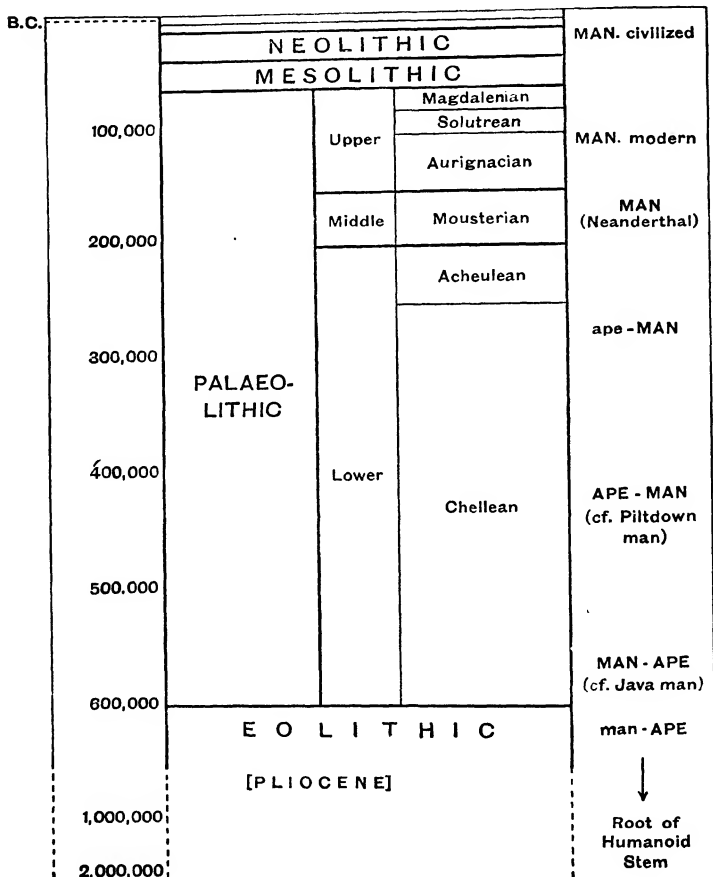 B.C.
NEOLITHIC
MAN. civilized
MESOLITHIC
Magdalenian
100,000
Upper
Solutrean
MAN. modern
Aurignacian
Middle
Mousterian
MAN
(Neanderthal)
200,000
Acheulean
ape-MAN
300,000
PALAEO-
LITHIC
400,000
Lower
Chellean
APE-MAN
(cf. Piltdown
man)
500.000
MAN-APE
(cf. Java man)
600,000
EOLITHIC
man-APE
[PLIOCENE]
1,000,000
Root of
Humanoid
Stem
2,000,000